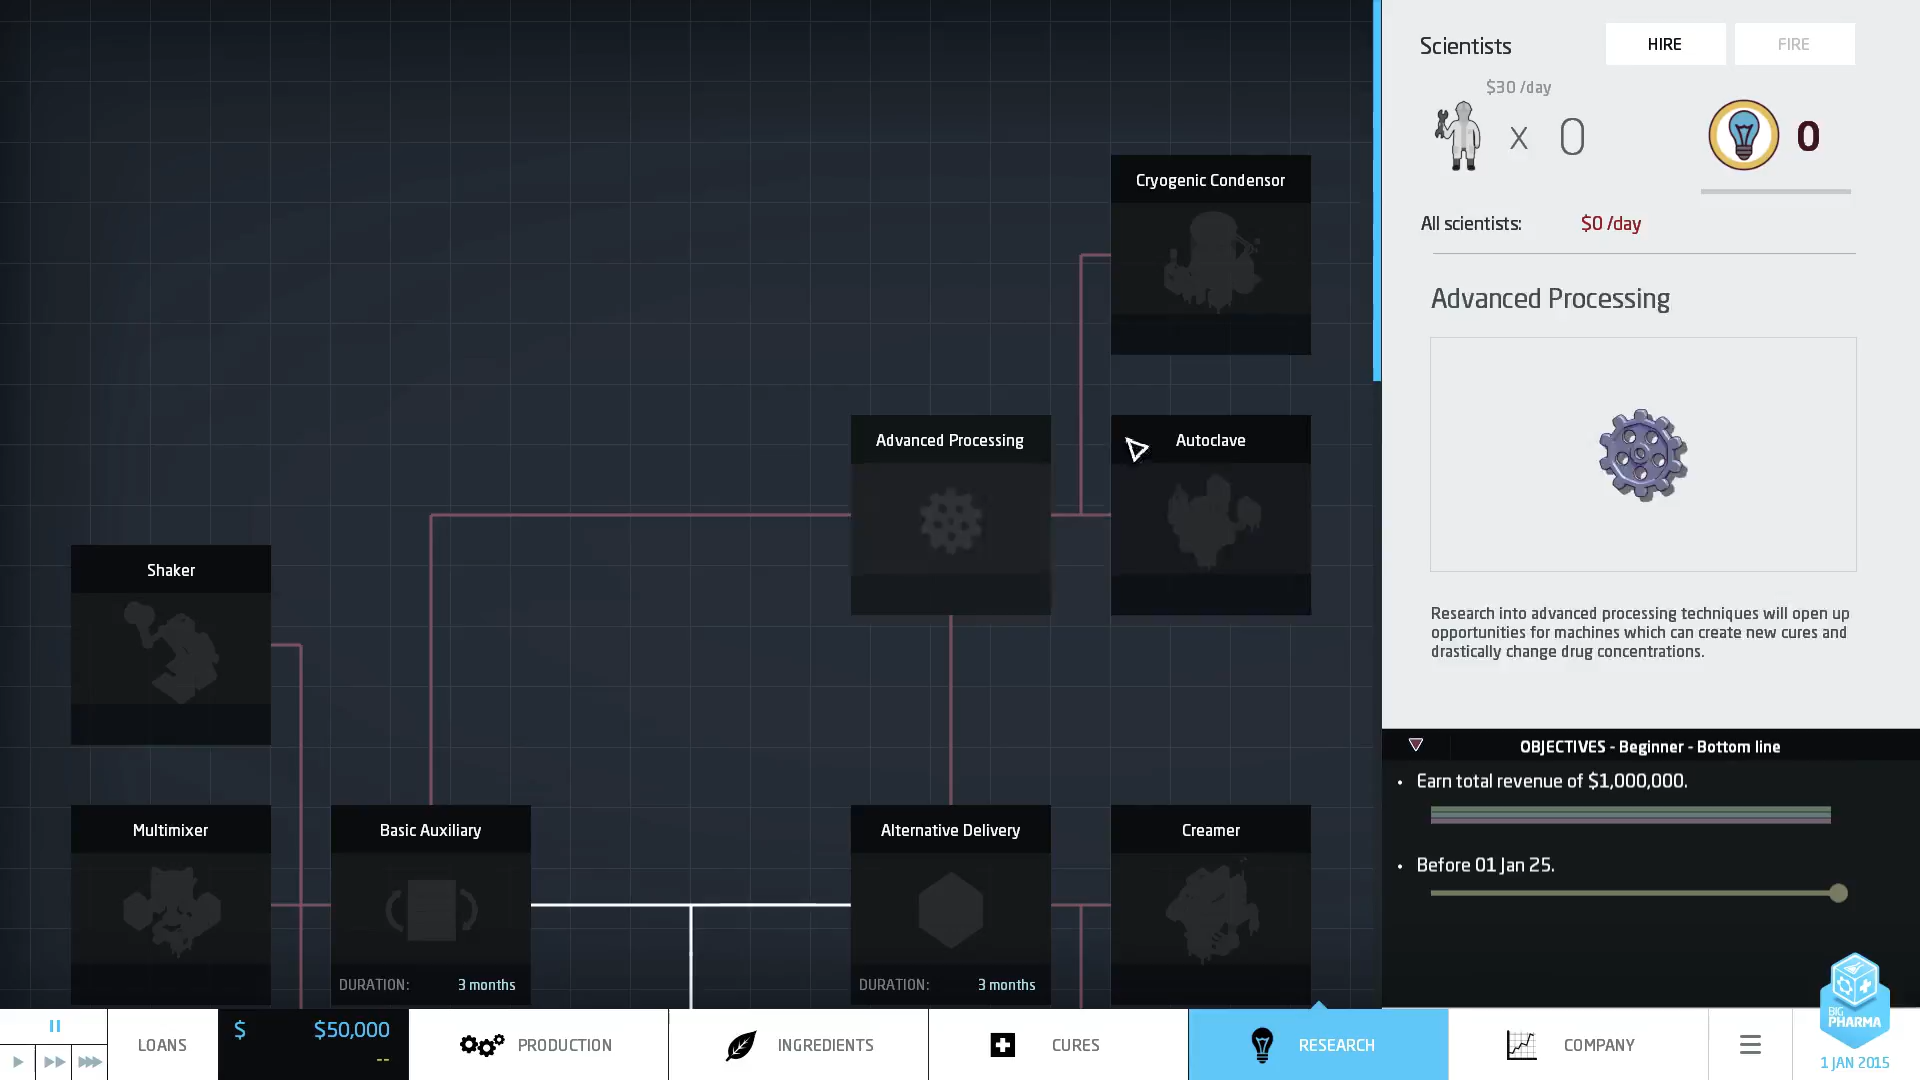 Scientists
HIRE
FIRE
$30 /day
x 0
0
All scientists:
$0 /day
Cryogenic Condensor
Advanced Processing
Advanced Processing
Autoclave
Shaker
Research into advanced processing techniques will open up
opportunities for machines which can create new cures and
drastically change drug concentrations.
OBJECTIVES - Beginner - Bottom line
• Earn total revenue of $1,000,000.
• Before 01 Jan 25.
Multimixer
Basic Auxiliary
Alternative Delivery
Creamer
DURATION: 3 months
DURATION: 3 months
LOANS
$ $50,000
--
PRODUCTION
INGREDIENTS
CURES
RESEARCH
COMPANY
BIG
PHARMA
1 JAN 2015